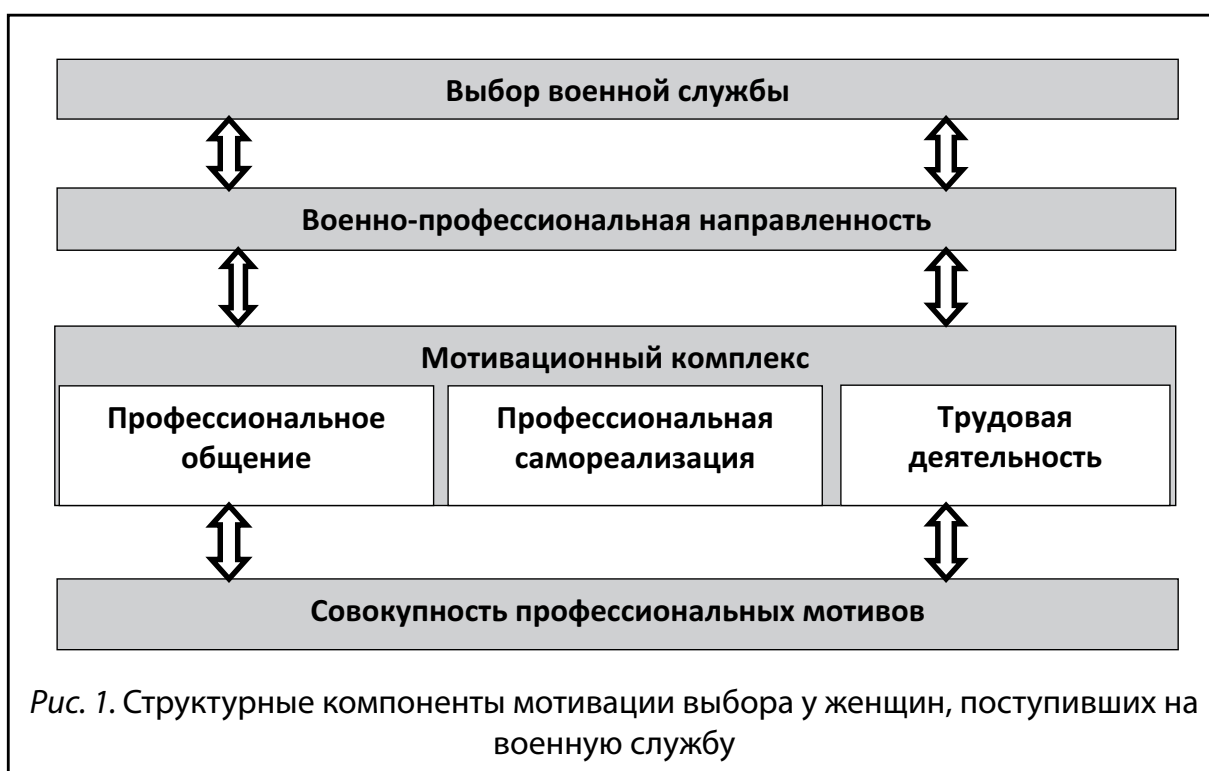 Выбор военной службы
Военно-профессиональная направленность
Мотивационный комплекс
Профессиональное
общение
Профессиональная
самореализация
Трудовая
деятельность
Совокупность профессиональных мотивов
Рис. 1. Структурные компоненты мотивации выбора у женщин, поступивших на
военную службу